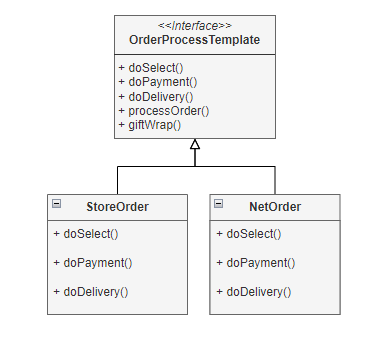 <<Interface>>
OrderProcessTemplate
+ doSelect()
+ doPayment()
+ doDelivery()
+ processOrder()
+ giftWrap()
StoreOrder
+ doSelect()
+ doPayment()
+ doDelivery()
NetOrder
+ doSelect()
+ doPayment()
+ doDelivery()